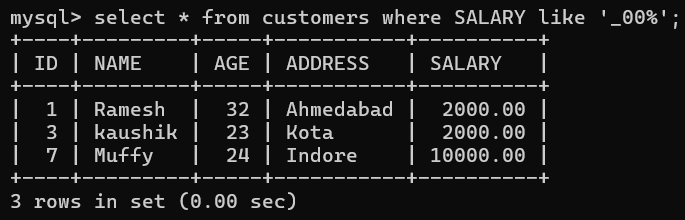 mysql> select * from customers where SALARY like '_00%';
+----+---------+-----+-----------+----------+
| ID | NAME    | AGE | ADDRESS   | SALARY   |
+----+---------+-----+-----------+----------+
|  1 | Ramesh  |  32 | Ahmedabad |  2000.00 |
|  3 | kaushik |  23 | Kota      |  2000.00 |
|  7 | Muffy   |  24 | Indore    | 10000.00 |
+----+---------+-----+-----------+----------+
3 rows in set (0.00 sec)